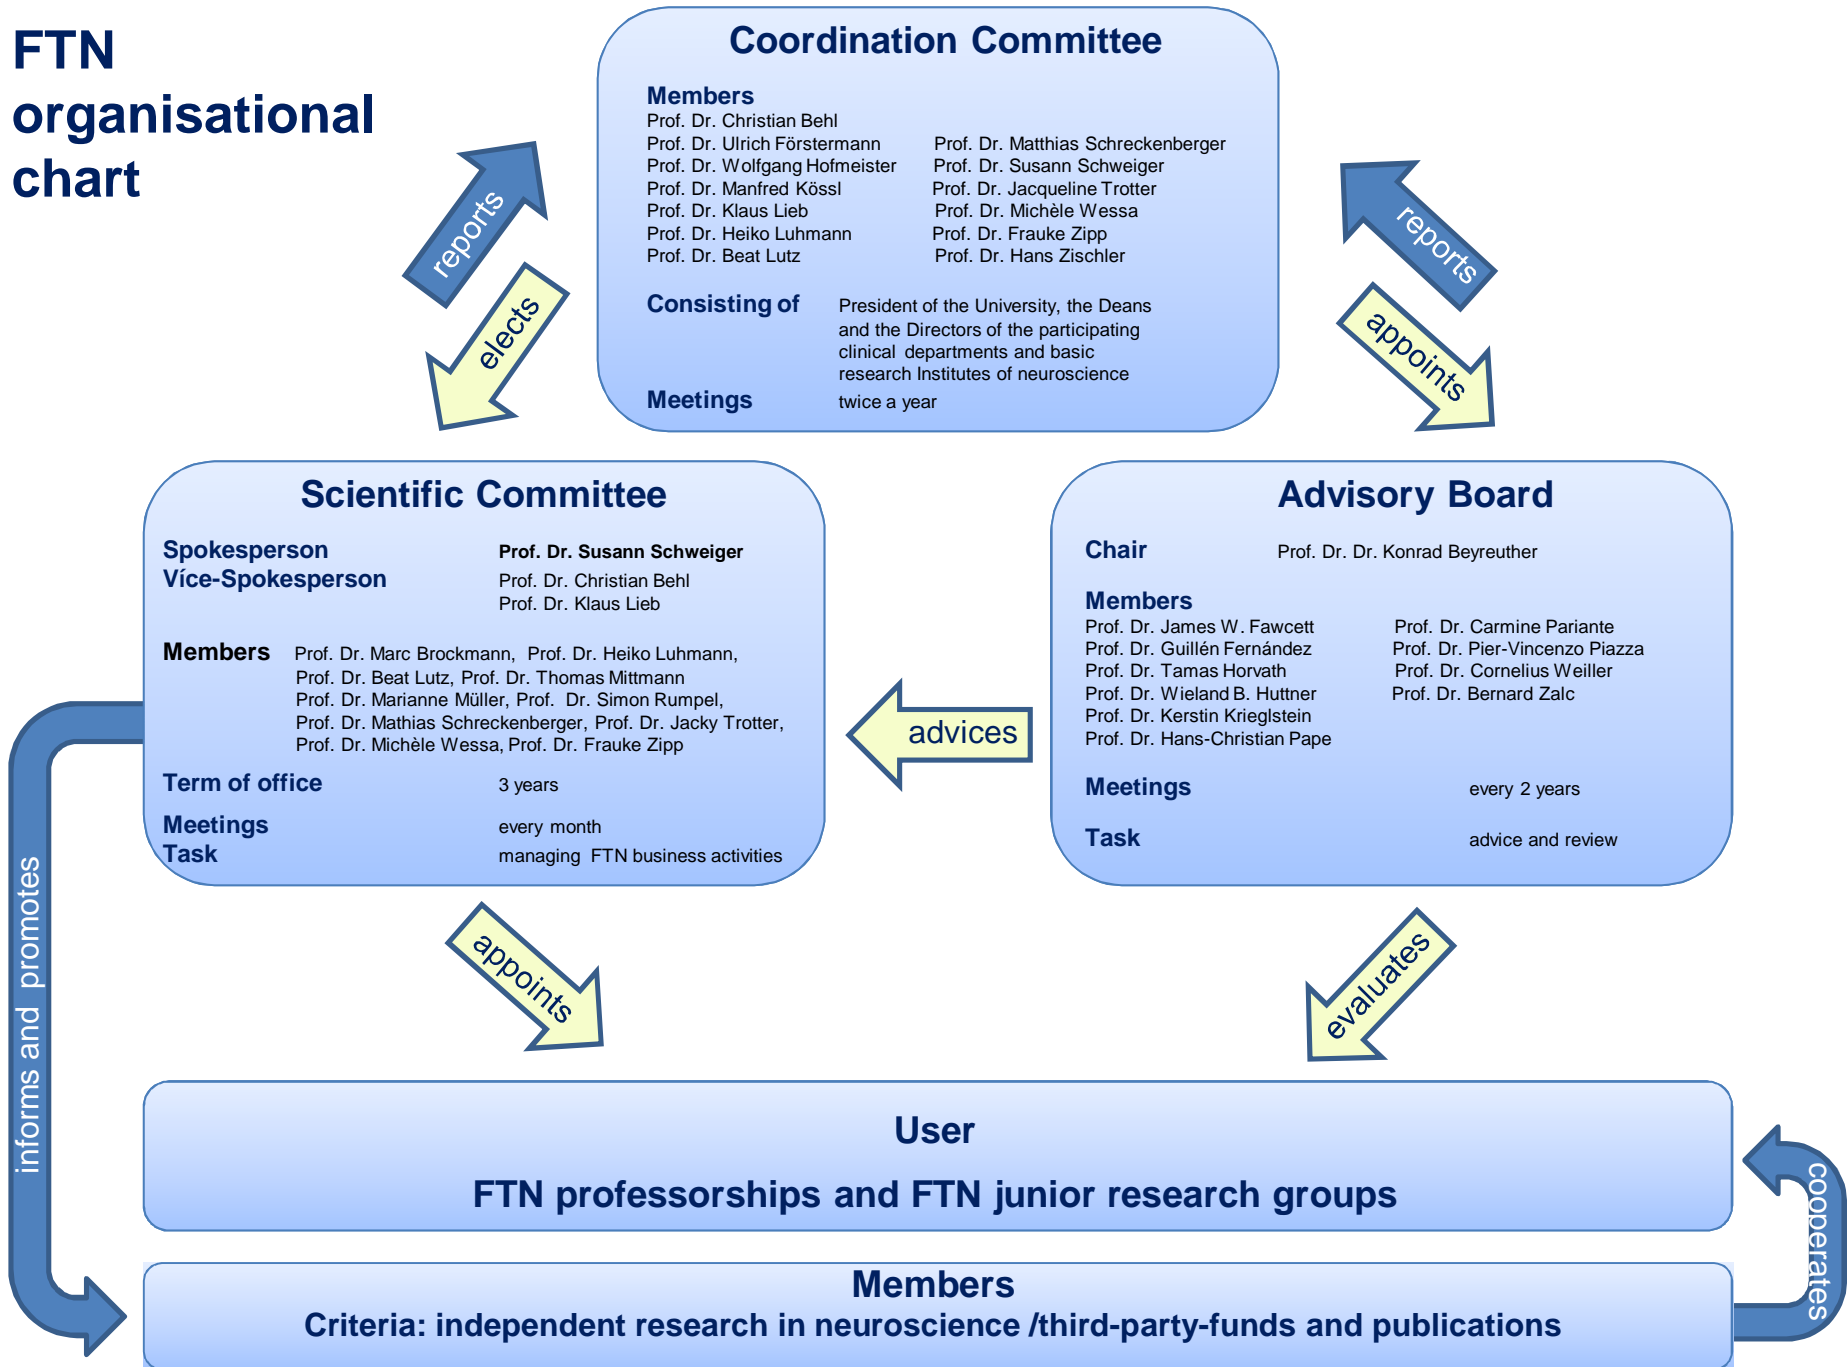 FTN
organisational
chart
Coordination Committee
Members
Prof. Dr. Christian Behl
Prof. Dr. Ulrich Förstermann Prof. Dr. Matthias Schreckenberger
Prof. Dr. Wolfgang Hofmeister Prof. Dr. Susann Schweiger
Prof. Dr. Manfred Kössl Prof. Dr. Jacqueline Trotter
Prof. Dr. Klaus Lieb Prof. Dr. Michèle Wessa
Prof. Dr. Heiko Luhmann Prof. Dr. Frauke Zipp
Prof. Dr. Beat Lutz Prof. Dr. Hans Zischler
Consisting of President of the University, the Deans
and the Directors of the participating
clinical departments and basic
research Institutes of neuroscience
Meetings twice a year
reports
elects
reports
appoints
Scientific Committee
Spokesperson Prof. Dr. Susann Schweiger
Více-Spokesperson Prof. Dr. Christian Behl
Prof. Dr. Klaus Lieb
Members Prof. Dr. Marc Brockmann, Prof. Dr. Heiko Luhmann,
Prof. Dr. Beat Lutz, Prof. Dr. Thomas Mittmann
Prof. Dr. Marianne Müller, Prof. Dr. Simon Rumpel,
Prof. Dr. Mathias Schreckenberger, Prof. Dr. Jacky Trotter,
Prof. Dr. Michèle Wessa, Prof. Dr. Frauke Zipp
Term of office 3 years
Meetings every month
Task managing FTN business activities
advices
Advisory Board
Chair Prof. Dr. Dr. Konrad Beyreuther
Members
Prof. Dr. James W. Fawcett Prof. Dr. Carmine Pariante
Prof. Dr. Guillén Fernández Prof. Dr. Pier-Vincenzo Piazza
Prof. Dr. Tamas Horvath Prof. Dr. Cornelius Weiller
Prof. Dr. Wieland B. Huttner Prof. Dr. Bernard Zalc
Prof. Dr. Kerstin Krieglstein
Prof. Dr. Hans-Christian Pape
Meetings every 2 years
Task advice and review
informs and promotes
appoints
evaluates
User
FTN professorships and FTN junior research groups
cooperates
Members
Criteria: independent research in neuroscience /third-party-funds and publications